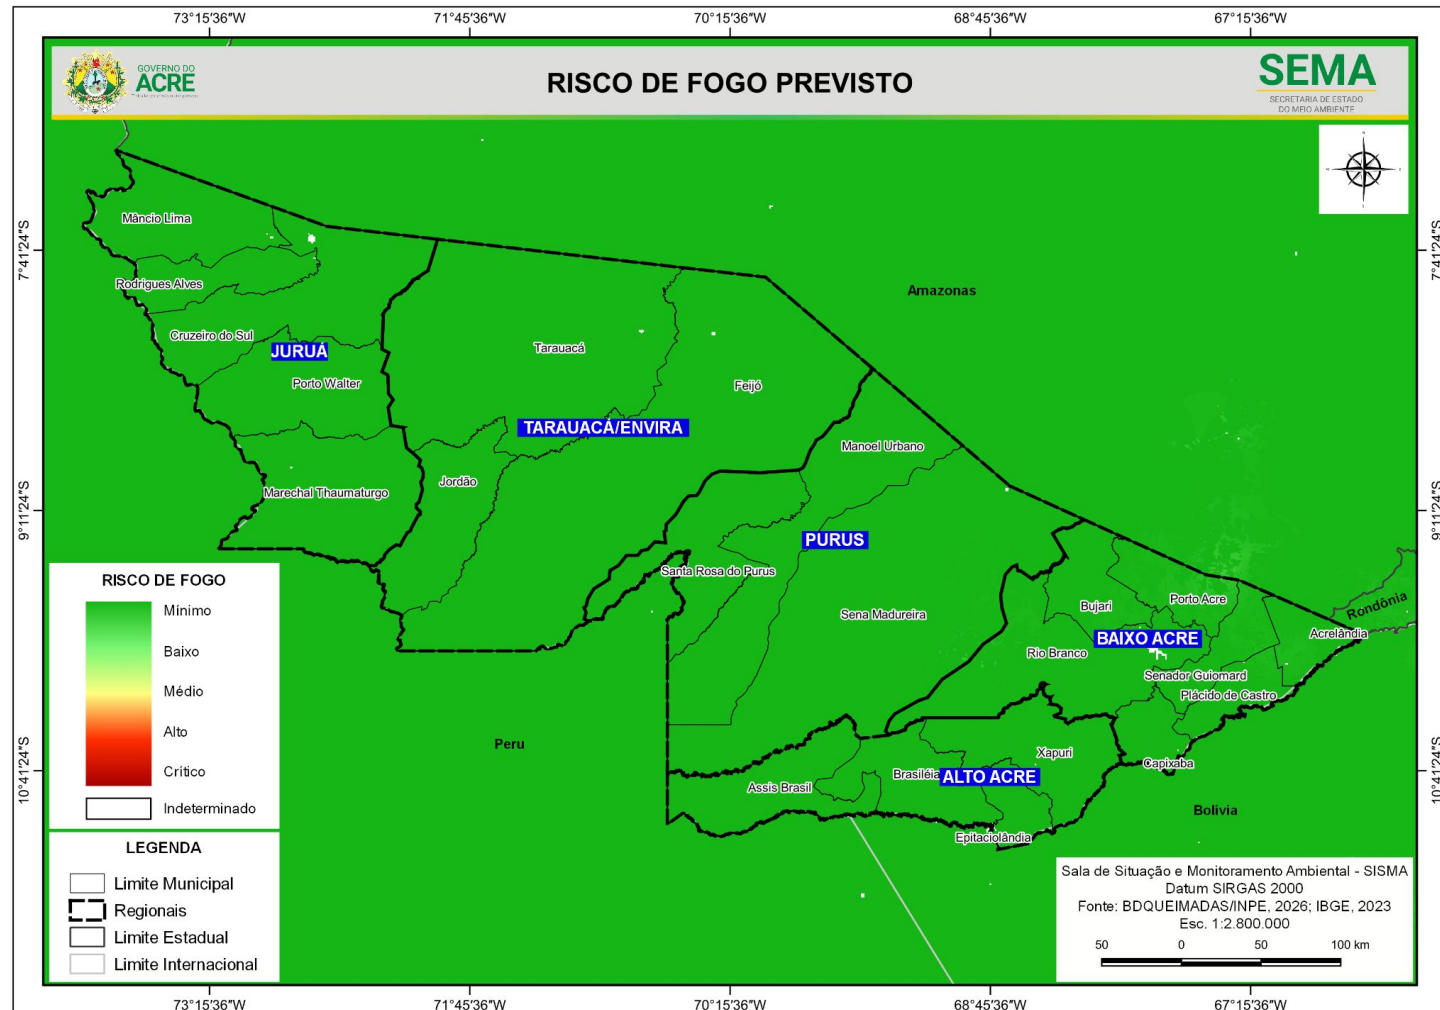 73°15'36"W
71°45'36"W
70°15'36"W
68°45'36"W
67°15'36"W
GOVERNO DO
ACRE
RISCO DE FOGO PREVISTO
SEMA
SECRETARIA DE ESTADO
DO MEIO AMBIENTE
7°41'24"S
7°41'24"S
Mâncio Lima
Rodrigues Alves
Amazonas
Cruzeiro do Sul
JURUÁ
Tarauacá
Porto Walter
Feijó
TARAUACÁ/ENVIRA
Manoel Urbano
Jordão
Marechal Thaumaturgo
9°11'24"S
9°11'24"S
PURUS
Santa Rosa do Purus
Sena Madureira
Bujari
Porto Acre
Rondônia
Acrelândia
BAIXO ACRE
Rio Branco
Senador Guiomard
Plácido de Castro
Peru
Xapuri
Capixaba
Brasiléia
ALTO ACRE
Assis Brasil
Bolivia
Epitaciolândia
10°41'24"S
10°41'24"S
RISCO DE FOGO
Mínimo
Baixo
Médio
Alto
Crítico
Indeterminado
LEGENDA
Limite Municipal
Regionais
Limite Estadual
Limite Internacional
Sala de Situação e Monitoramento Ambiental - SISMA
Datum SIRGAS 2000
Fonte: BDQUEIMADAS/INPE, 2026; IBGE, 2023
Esc. 1:2.800.000
50 0 50 100 km
73°15'36"W
71°45'36"W
70°15'36"W
68°45'36"W
67°15'36"W